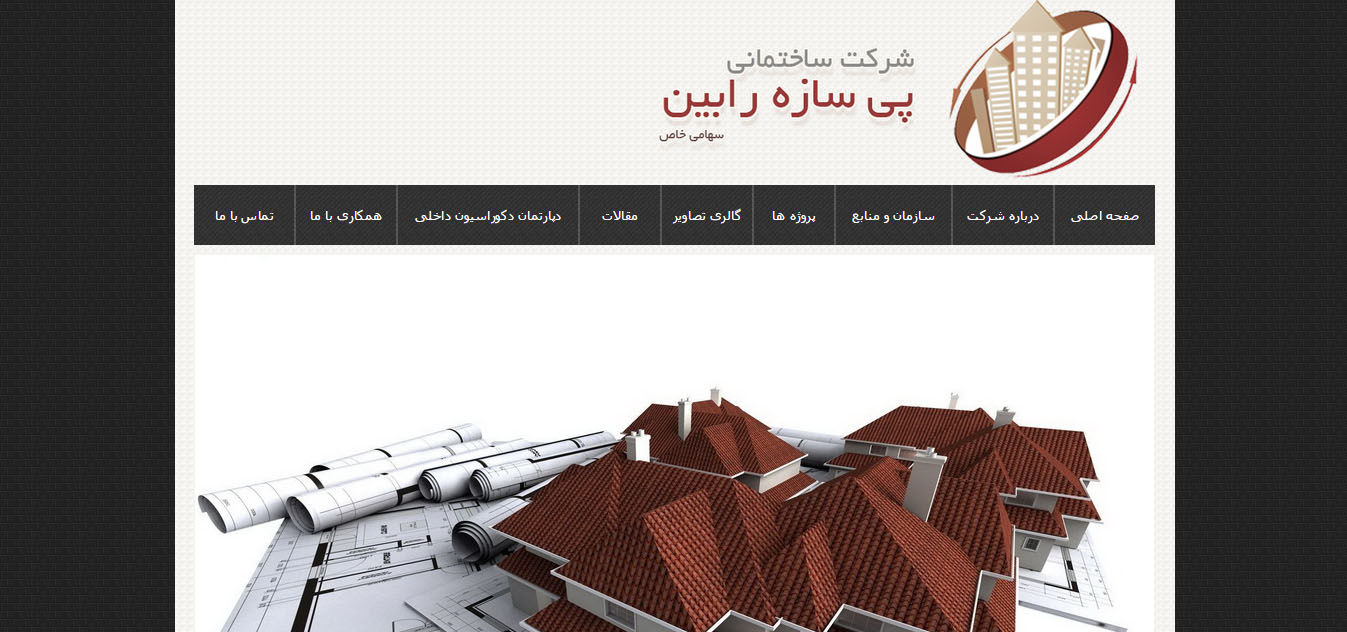 شرکت ساختمانی
پی سازه رابین
سهامی خاص
صفحه اصلی
درباره شرکت
سازمان و منابع
پروژه ها
گالری تصاویر
مقالات
دپارتمان دکوراسیون داخلی
همکاری با ما
تماس با ما